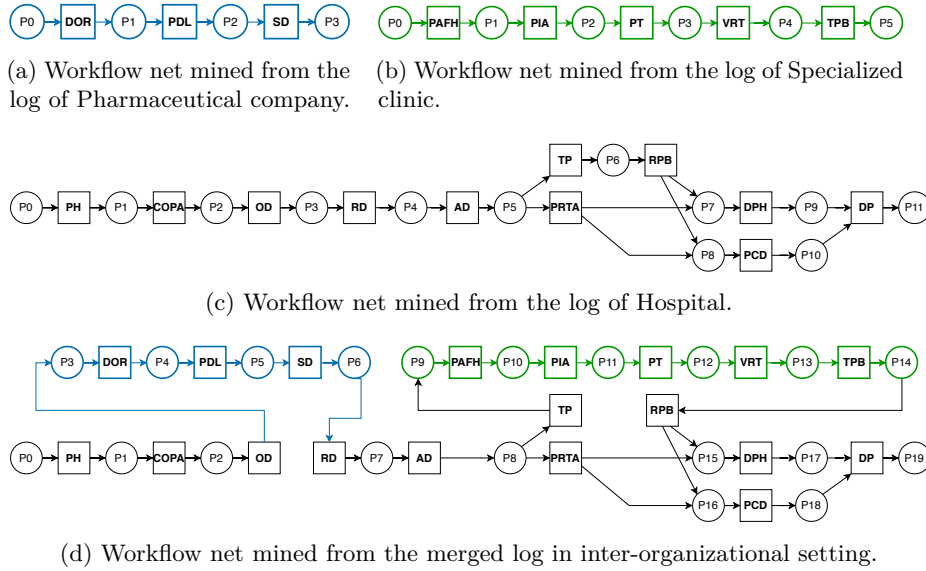 P0 DOR P1 PDL P2 SD P3
P0 PAFH P1 PIA P2 PT P3 VRT P4 TPB P5
(a) Workflow net mined from the
log of Pharmaceutical company.
(b) Workflow net mined from the log of Specialized
clinic.
TP P6 RPB
P0 PH P1 COPA P2 OD P3 RD P4 AD P5 PRTA P7 DPH P9 DP P11
P8 PCD P10
(c) Workflow net mined from the log of Hospital.
P3 DOR P4 PDL P5 SD P6 P9 PAFH P10 PIA P11 PT P12 VRT P13 TPB P14
TP RPB
P0 PH P1 COPA P2 OD RD P7 AD P8 PRTA P15 DPH P17 DP P19
P16 PCD P18
(d) Workflow net mined from the merged log in inter-organizational setting.